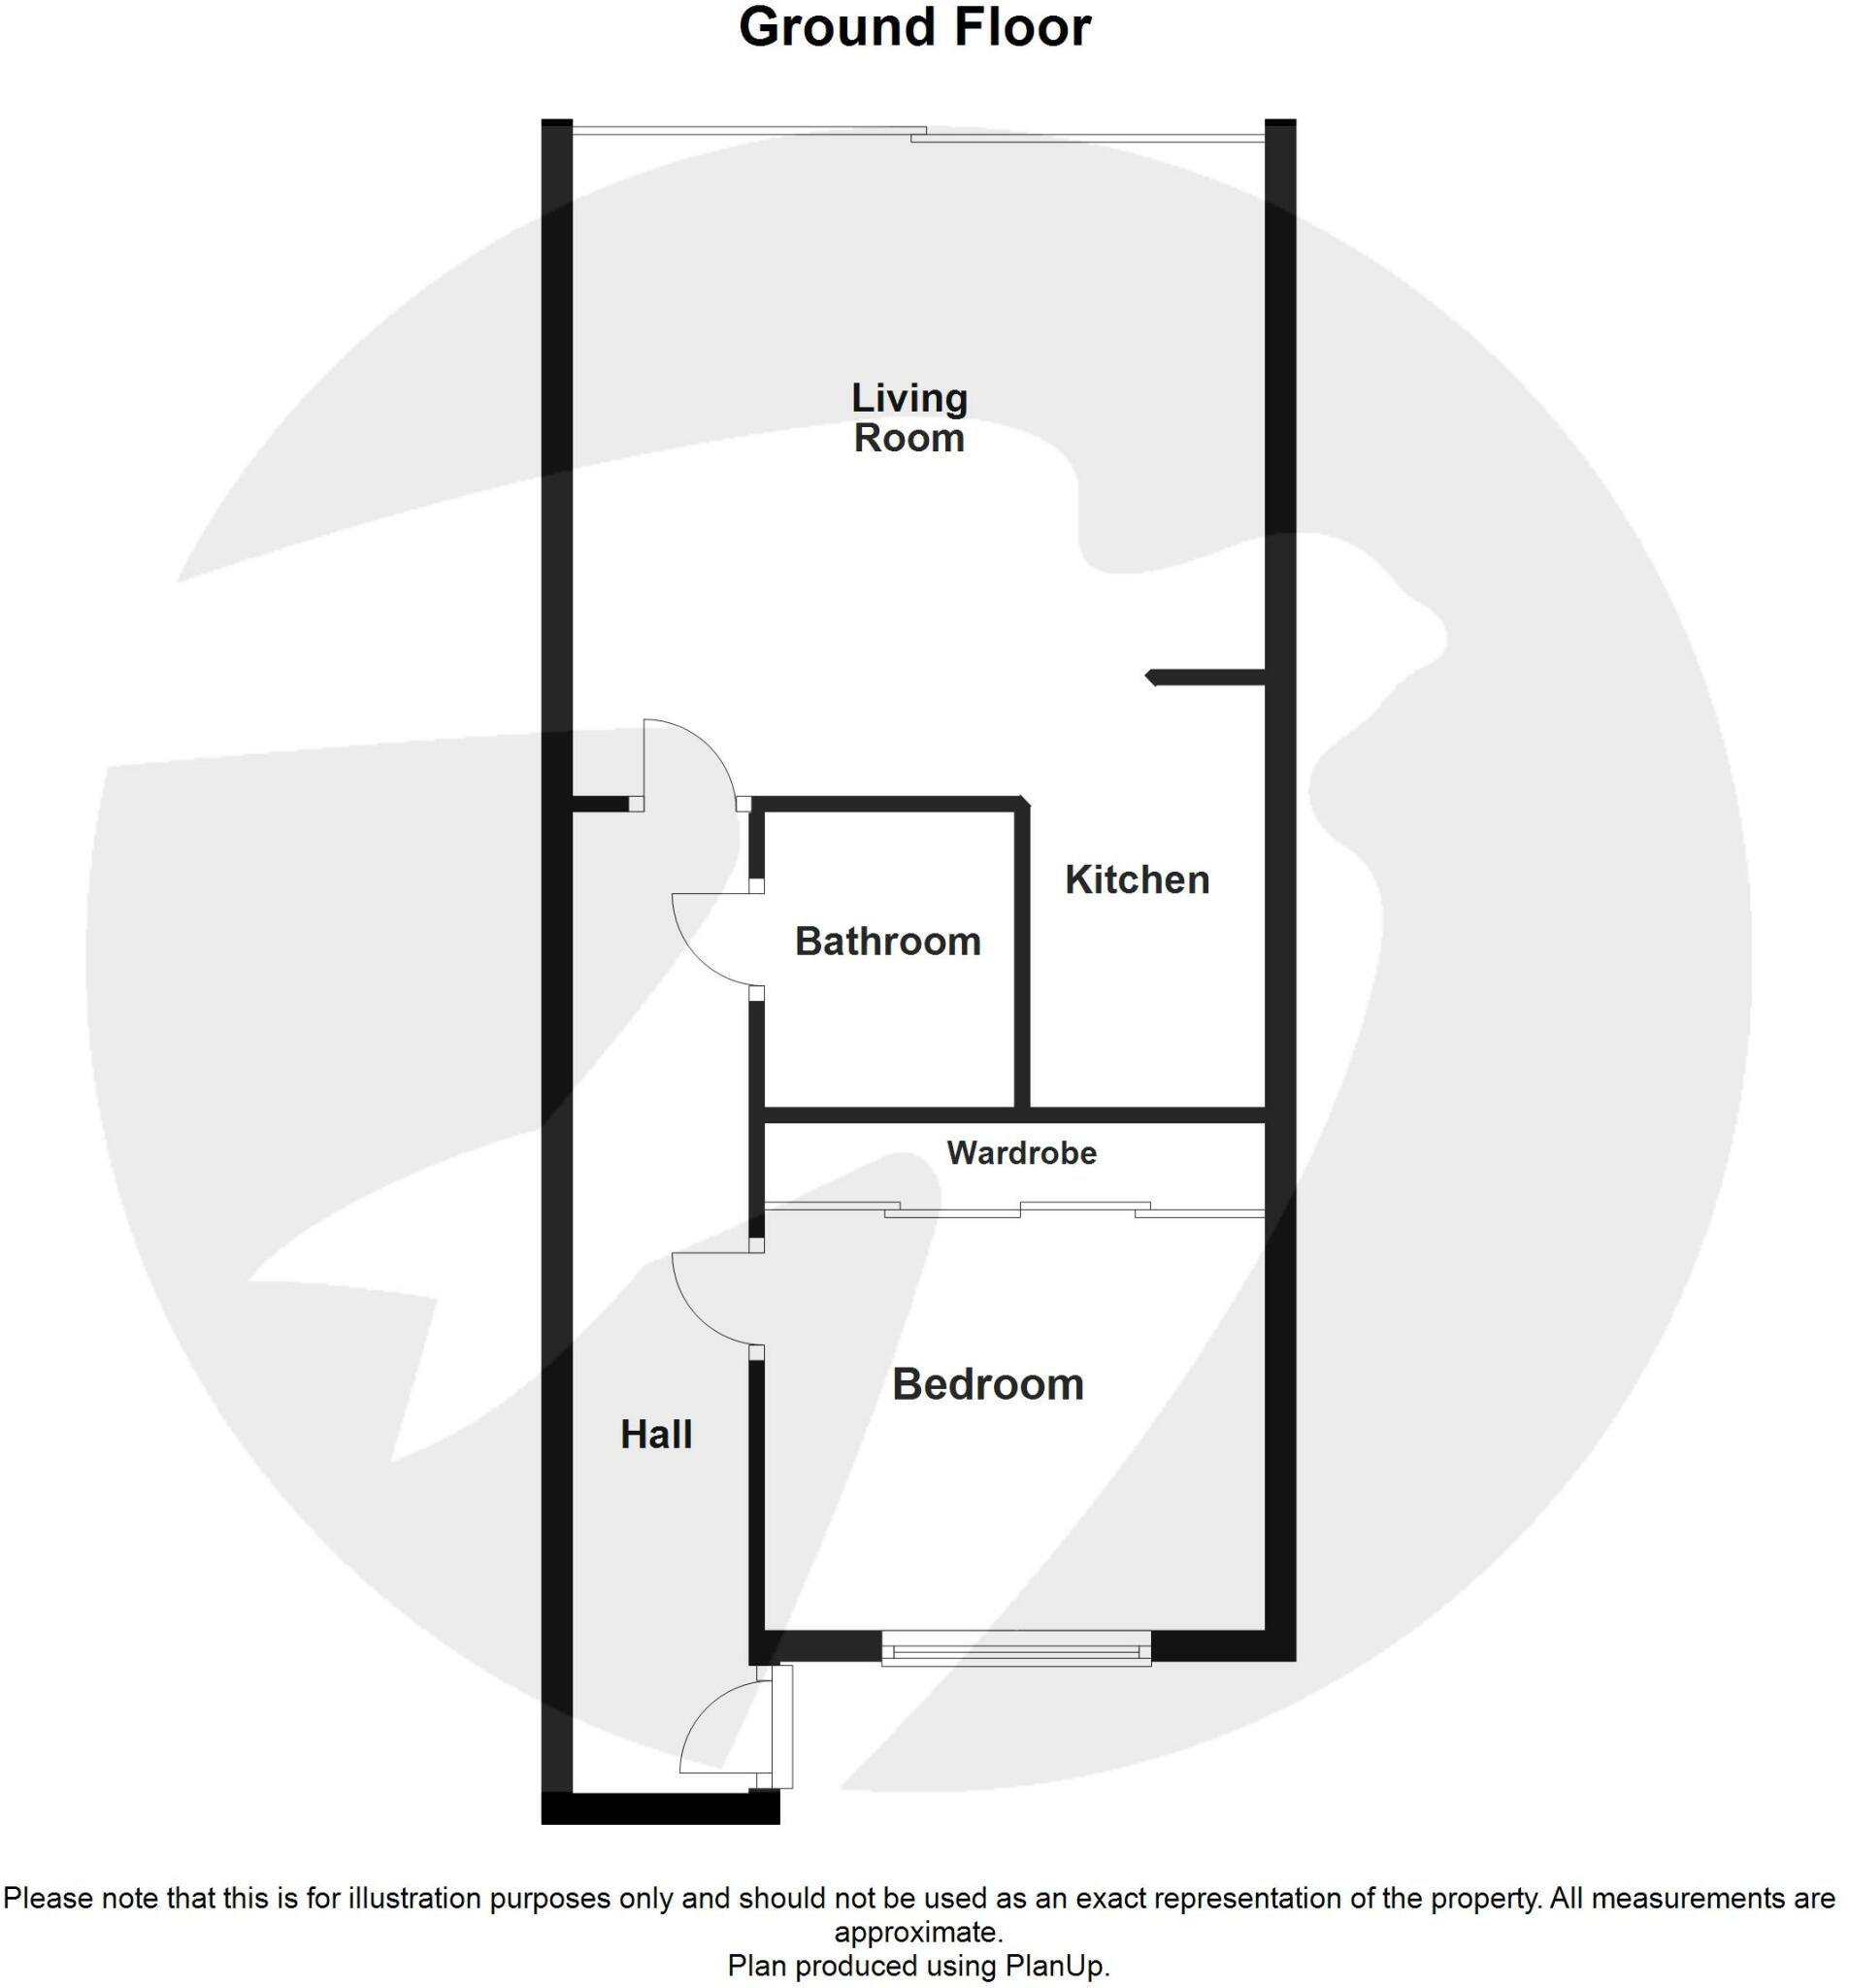 Ground Floor
Living
Room
Kitchen
Bathroom
Wardrobe
Bedroom
Hall
Please note that this is for illustration purposes only and should not be used as an exact representation of the property. All measurements are
approximate.
Plan produced using PlanUp.